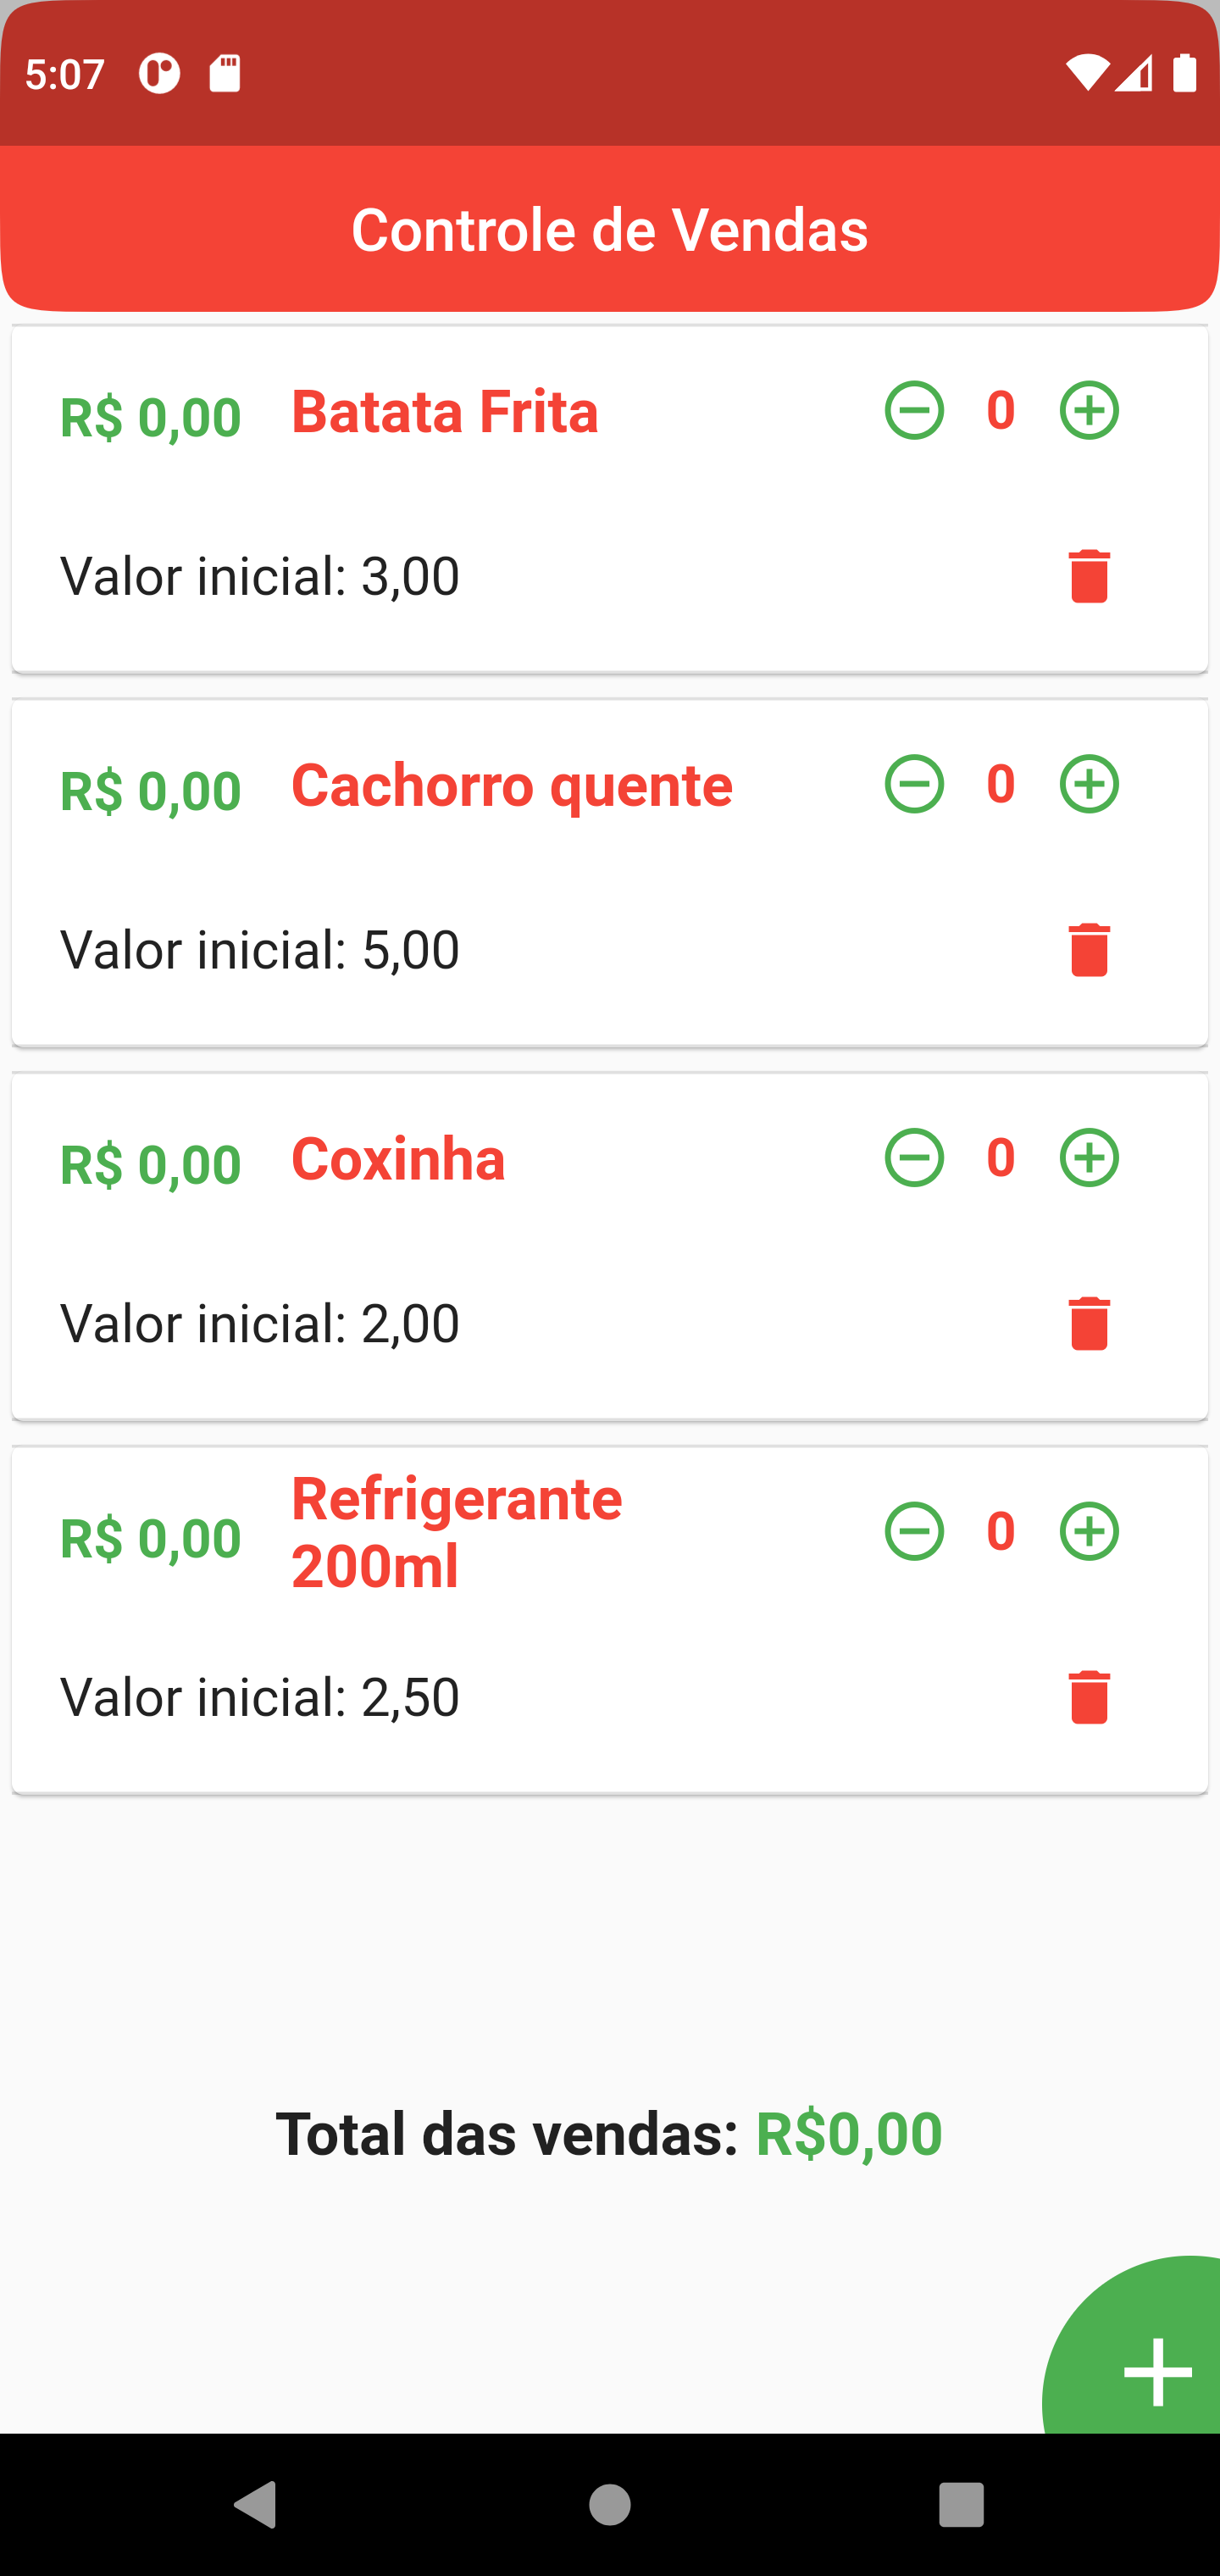 5:07
Controle de Vendas
R$ 0,00 Batata Frita 0
Valor inicial: 3,00
R$ 0,00 Cachorro quente 0
Valor inicial: 5,00
R$ 0,00 Coxinha 0
Valor inicial: 2,00
R$ 0,00 Refrigerante 0
200ml
Valor inicial: 2,50
Total das vendas: R$0,00